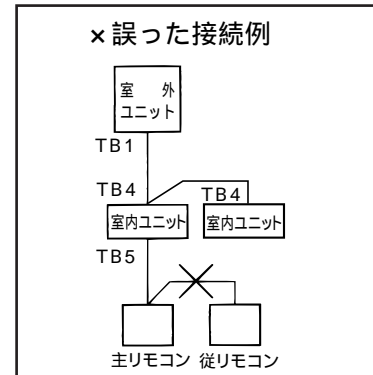 ×誤った接続例
室　外
ユニット
TB1
TB4
TB4
室内ユニット
室内ユニット
TB5
主リモコン
従リモコン